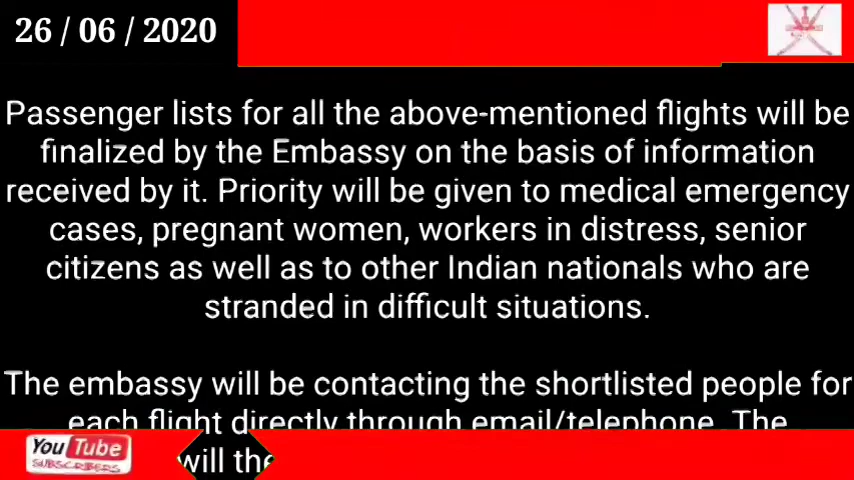 26 / 06 / 2020
Passenger lists for all the above-mentioned flights will be
finalized by the Embassy on the basis of information
received by it. Priority will be given to medical emergency
cases, pregnant women, workers in distress, senior
citizens as well as to other Indian nationals who are
stranded in difficult situations.
The embassy will be contacting the shortlisted people for
each flight directly through email/telephone. The
will the
You Tube
SUBSCRIBERS